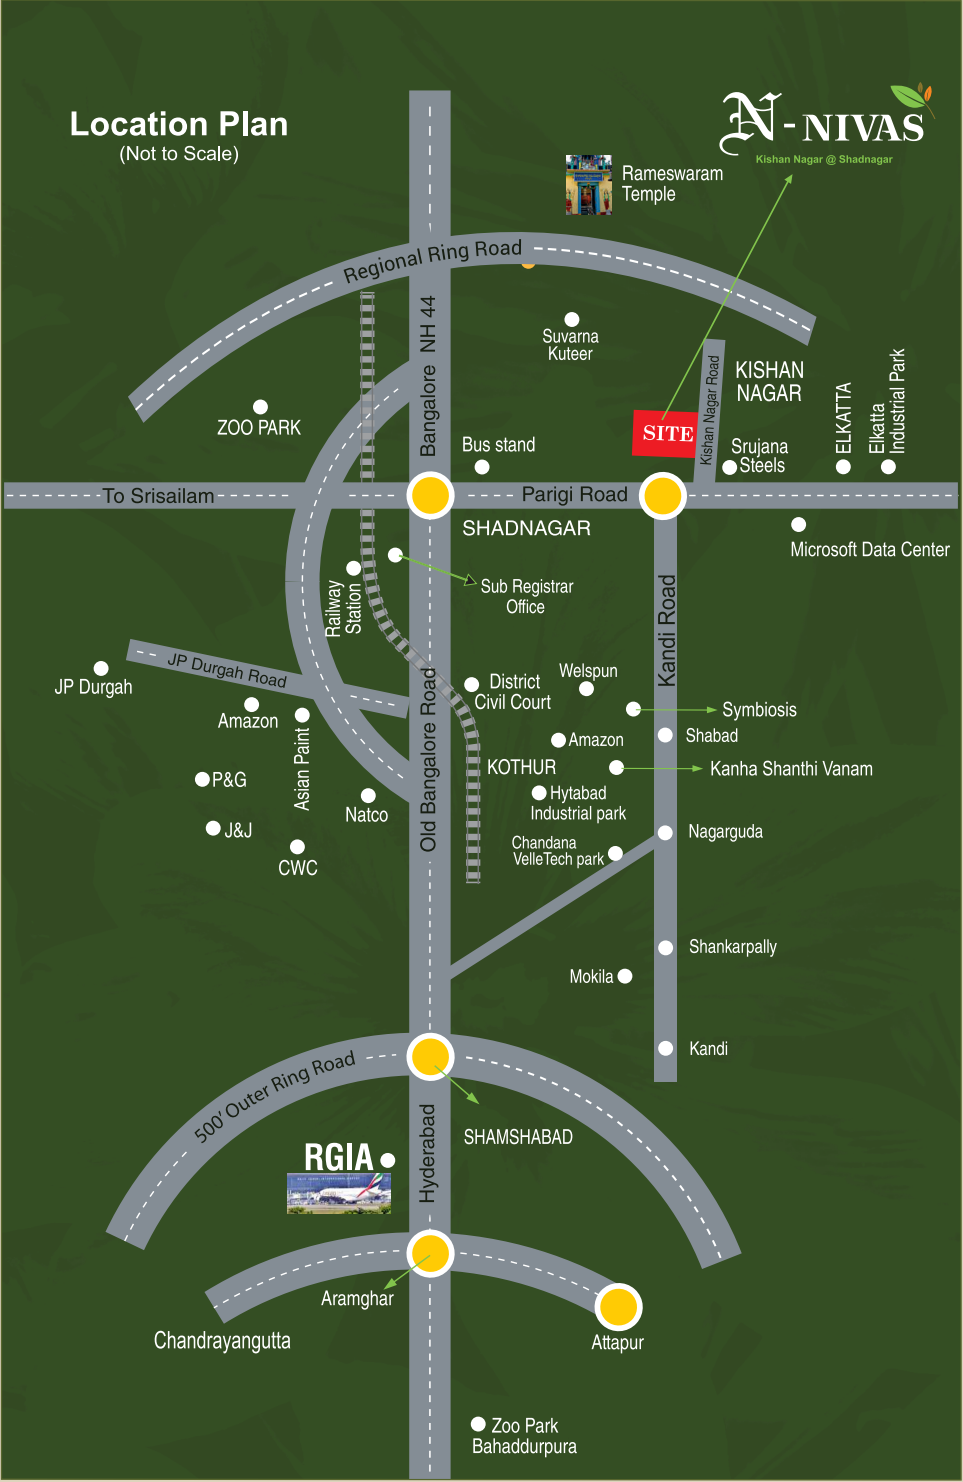 Location Plan
(Not to Scale)
N-NIVAS
Kishan Nagar @ Shadnagar
Rameswaram
Temple
Regional Ring Road
NH 44
Bangalore
Suvarna
Kuteer
ZOO PARK
KISHAN
NAGAR
Kishan Nagar Road
ELKATTA
Elkatta
Industrial Park
SITE
Bus stand
Srujana
Steels
To Srisailam
Parigi Road
SHADNAGAR
Microsoft Data Center
Railway
Station
Sub Registrar
Office
Kandi Road
JP Durgah Road
JP Durgah
Old Bangalore Road
District
Civil Court
Welspun
Amazon
Asian Paint
Symbiosis
Shabad
Amazon
KOTHUR
Kanha Shanthi Vanam
P&G
Hytabad
Industrial park
Natco
J&J
Nagarguda
Chandana
VelleTech park
CWC
Shankarpally
Mokila
Kandi
500' Outer Ring Road
Hyderabad
SHAMSHABAD
RGIA
Aramghar
Chandrayangutta
Attapur
Zoo Park
Bahaddurpura